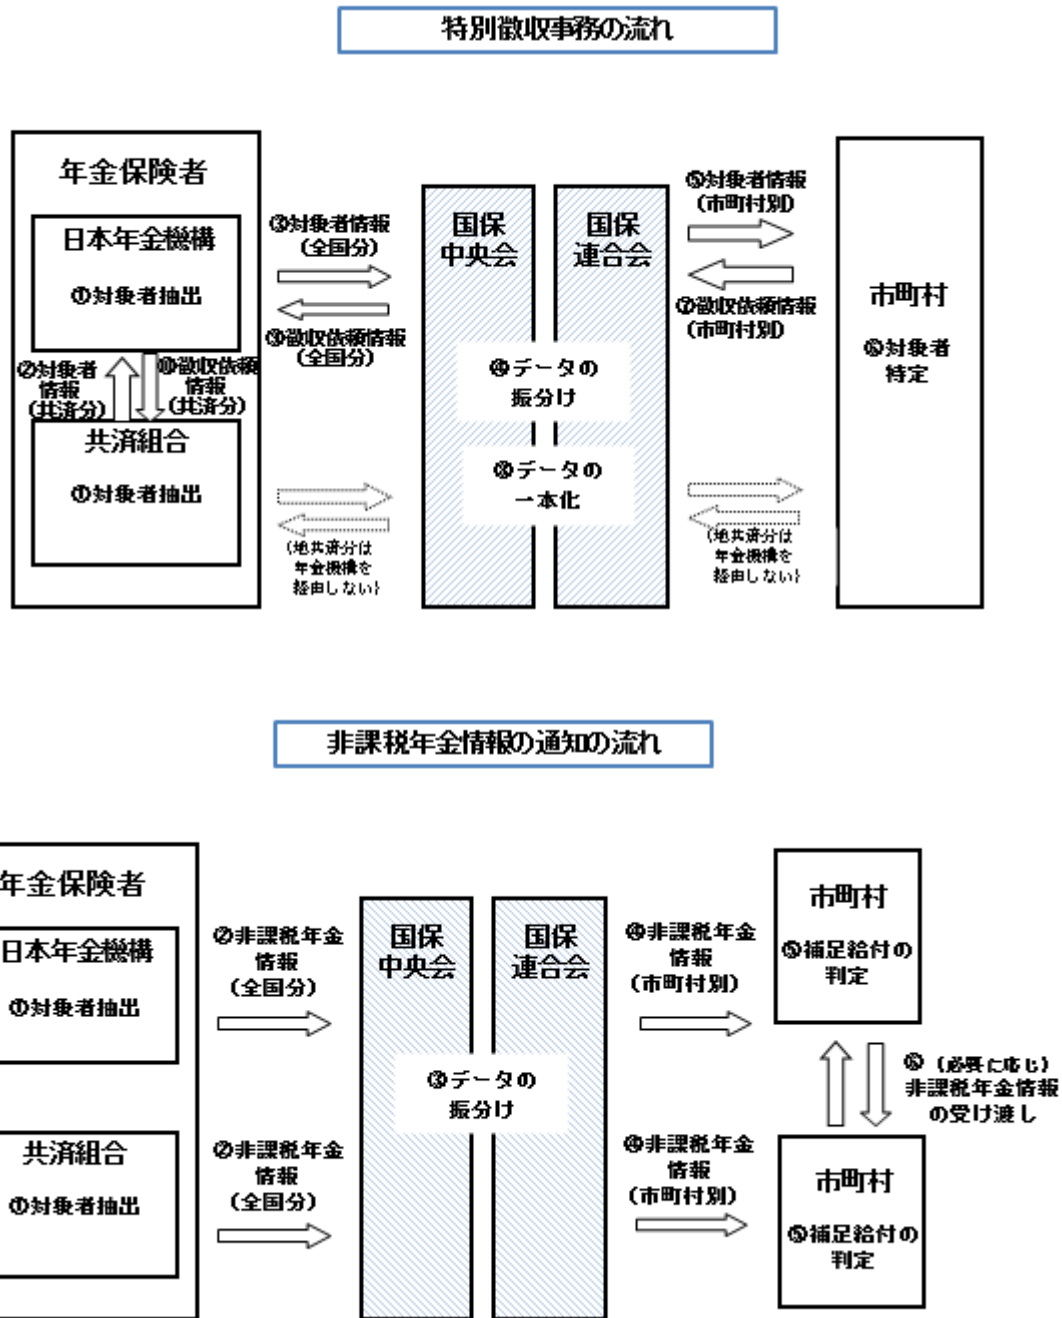 特別徴収事務の流れ
年金保険者
日本年金機構
①対象者抽出
②対象者
情報
(共済分)
⑩徴収依頼
情報
(共済分)
共済組合
①対象者抽出
③対象者情報
(全国分)
⑨徴収依頼情報
(全国分)
(地共済分は
年金機構を
経由しない)
国保
中央会
国保
連合会
④データの
振分け
⑧データの
一本化
⑤対象者情報
(市町村別)
⑦徴収依頼情報
(市町村別)
(地共済分は
年金機構を
経由しない)
市町村
⑥対象者
特定
非課税年金情報の通知の流れ
年金保険者
日本年金機構
①対象者抽出
共済組合
①対象者抽出
②非課税年金
情報
(全国分)
②非課税年金
情報
(全国分)
国保
中央会
国保
連合会
③データの
振分け
④非課税年金
情報
(市町村別)
④非課税年金
情報
(市町村別)
市町村
⑤補足給付の
判定
⑥ (必要に応じ)
非課税年金情報
の受け渡し
市町村
⑤補足給付の
判定